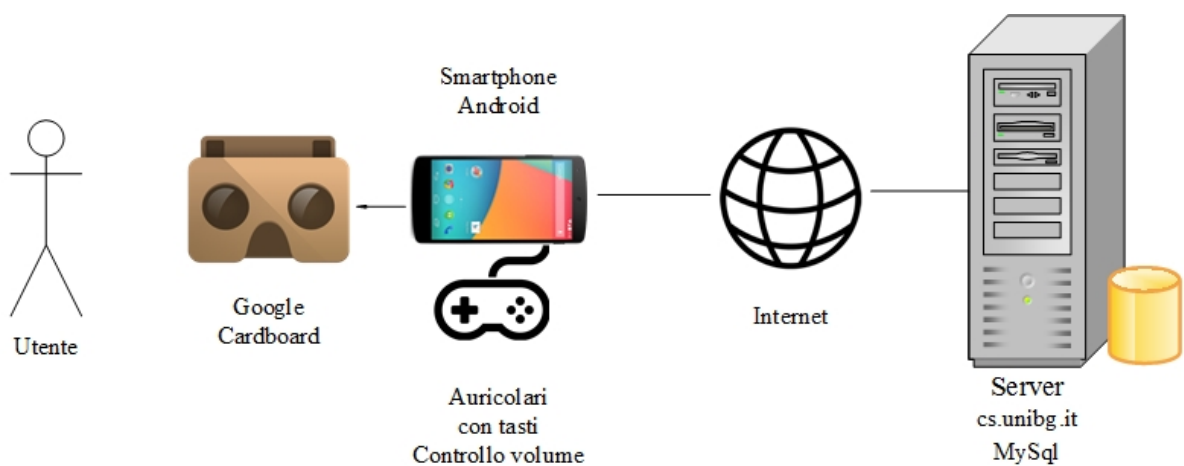 Utente
Google
Cardboard
Smartphone
Android
Auricolari
con tasti
Controllo volume
Internet
Server
cs.unibg.it
MySql